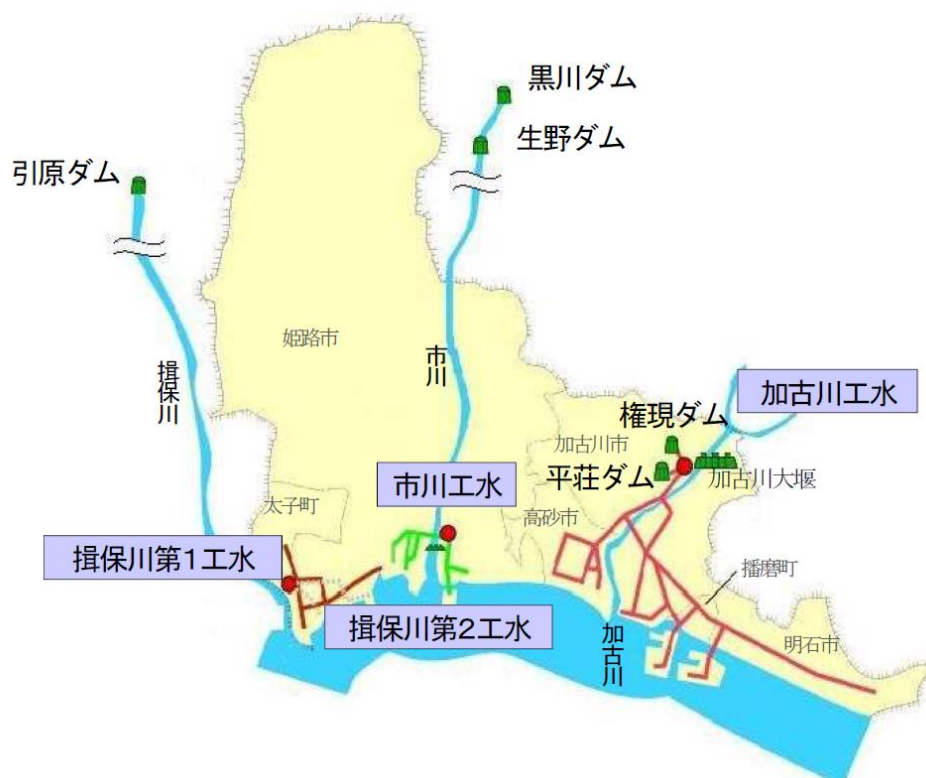 黒川ダム
生野ダム
引原ダム
姫路市
市川
揖保川
加古川工水
権現ダム
加古川市
平荘ダム
加古川大堰
市川工水
太子町
高砂市
揖保川第1工水
播磨町
揖保川第2工水
加古川
明石市